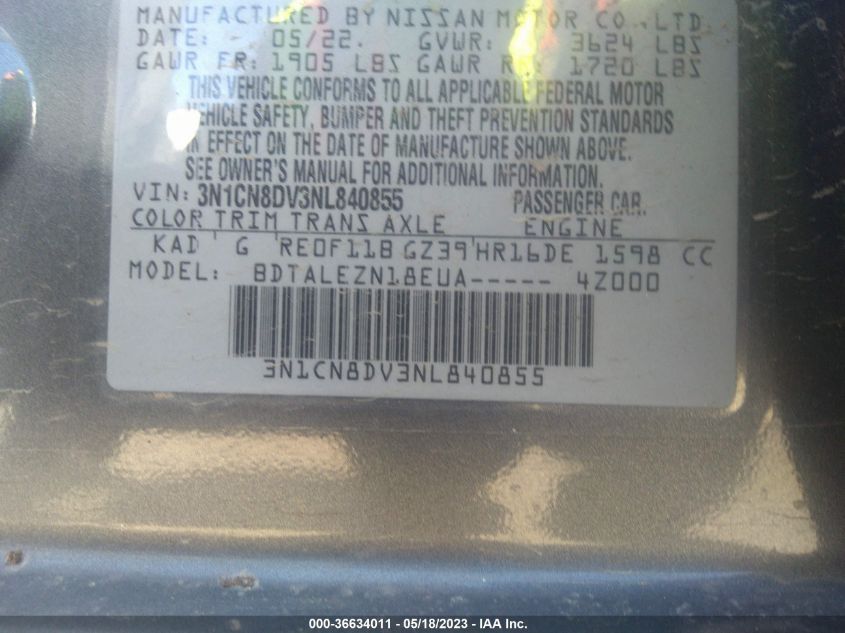 MANUFACTURED BY NISSAN MOTOR CO.,LTD.
DATE: 05/22. GVWR: 3624 LBS
GAWR FR: 1905 LBS GAWR RR: 1720 LBS
THIS VEHICLE CONFORMS TO ALL APPLICABLE FEDERAL MOTOR
VEHICLE SAFETY, BUMPER AND THEFT PREVENTION STANDARDS
IN EFFECT ON THE DATE OF MANUFACTURE SHOWN ABOVE.
SEE OWNER'S MANUAL FOR ADDITIONAL INFORMATION.
VIN: 3N1CN8DV3NL840855 PASSENGER CAR.
COLOR TRIM TRANS AXLE ENGINE
KAD G RE0F11B GZ39 HR16DE 1598 CC
MODEL: BDTALEZN18EUA----- 4Z000
3N1CN8DV3NL840855
000-36634011 — 05/18/2023 — IAA Inc.